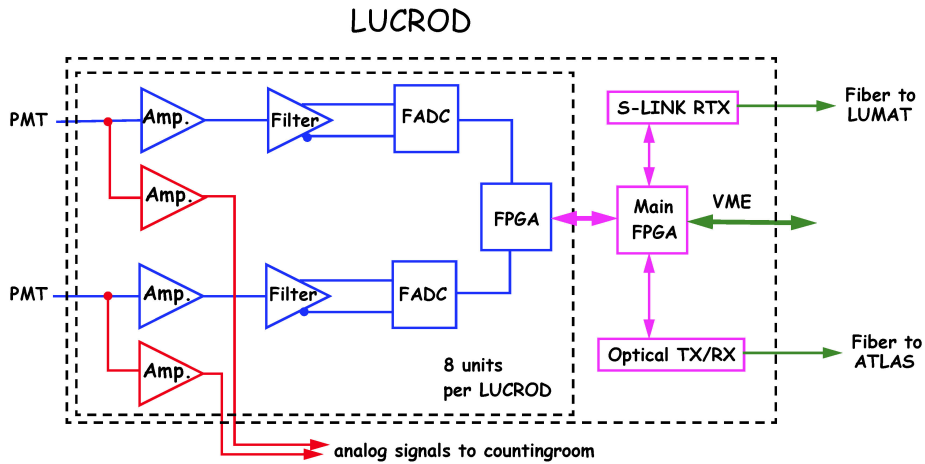 LUCROD
PMT
Amp.
Filter
FADC
S-LINK RTX
Fiber to
LUMAT
Amp.
FPGA
Main
FPGA
VME
PMT
Amp.
Filter
FADC
Optical TX/RX
Fiber to
ATLAS
Amp.
8 units
per LUCROD
analog signals to countingroom